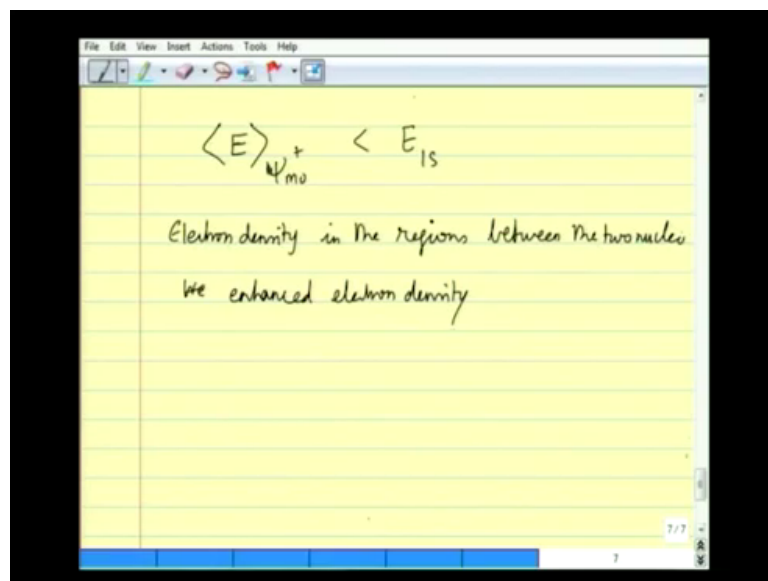 File Edit View Insert Actions Tools Help
⟨E⟩ψ⁺MO < E1S
Electron density in the regions between the two nuclei
We enhanced electron density
7/7
7